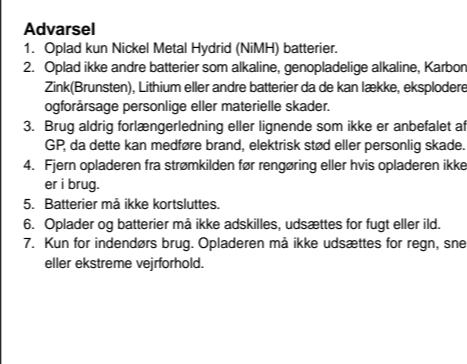 Advarsel
1. Oplad kun Nickel Metal Hydrid (NiMH) batterier.
2. Oplad ikke andre batterier som alkaline, genopladelige alkaline, Karbon
Zink(Brunsten), Lithium eller andre batterier da de kan lække, eksplodere
ogforårsage personlige eller materielle skader.
3. Brug aldrig forlængerledning eller lignende som ikke er anbefalet af
GP, da dette kan medføre brand, elektrisk stød eller personlig skade.
4. Fjern opladeren fra strømkilden før rengøring eller hvis opladeren ikke
er i brug.
5. Batterier må ikke kortsluttes.
6. Oplader og batterier må ikke adskilles, udsættes for fugt eller ild.
7. Kun for indendørs brug. Opladeren må ikke udsættes for regn, sne
eller ekstreme vejrforhold.